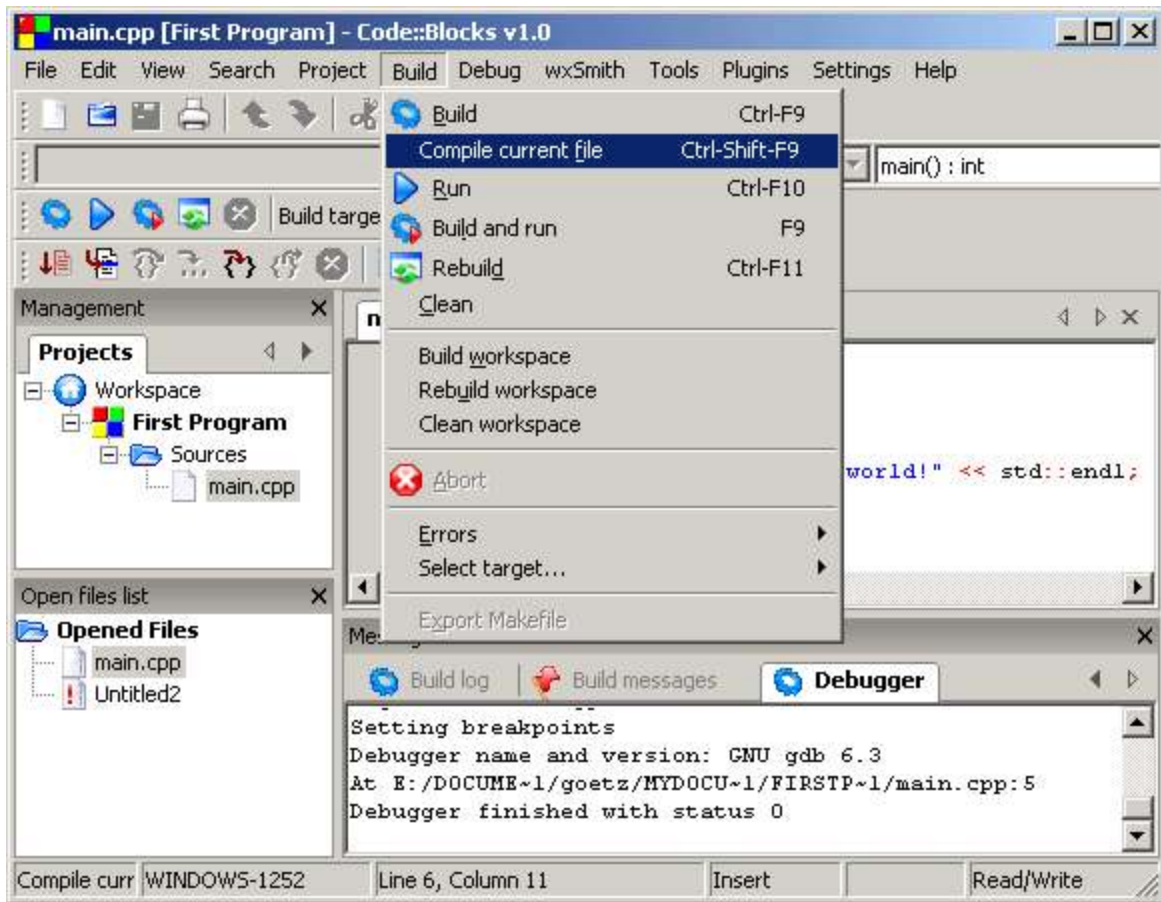 main.cpp [First Program] - Code::Blocks v1.0
File Edit View Search Project Build Debug wxSmith Tools Plugins Settings Help
Build Ctrl-F9
Compile current file Ctrl-Shift-F9
main() : int
Run Ctrl-F10
Build targe
Build and run F9
Rebuild Ctrl-F11
Clean
Management
Projects
Workspace
First Program
Sources
main.cpp
Build workspace
Rebuild workspace
Clean workspace
Abort
world!" << std::endl;
Errors
Select target...
Export Makefile
Open files list
Opened Files
main.cpp
Untitled2
Build log Build messages Debugger
Setting breakpoints
Debugger name and version: GNU gdb 6.3
At E:/DOCUME~1/goetz/MYDOCU~1/FIRSTP~1/main.cpp:5
Debugger finished with status 0
Compile curr WINDOWS-1252 Line 6, Column 11 Insert Read/Write